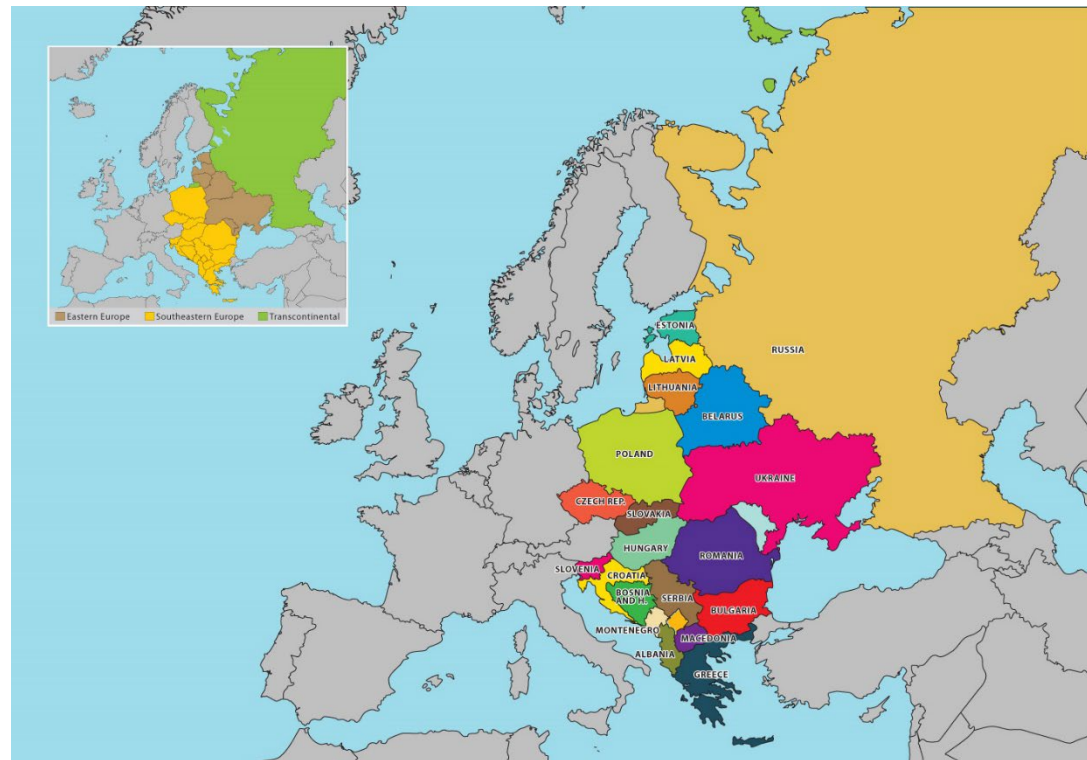 Eastern Europe
Southeastern Europe
Transcontinental
ESTONIA
RUSSIA
LATVIA
LITHUANIA
BELARUS
POLAND
UKRAINE
CZECH REP.
SLOVAKIA
HUNGARY
ROMANIA
SLOVENIA
CROATIA
BOSNIA
AND H.
SERBIA
BULGARIA
MONTENEGRO
MACEDONIA
ALBANIA
GREECE